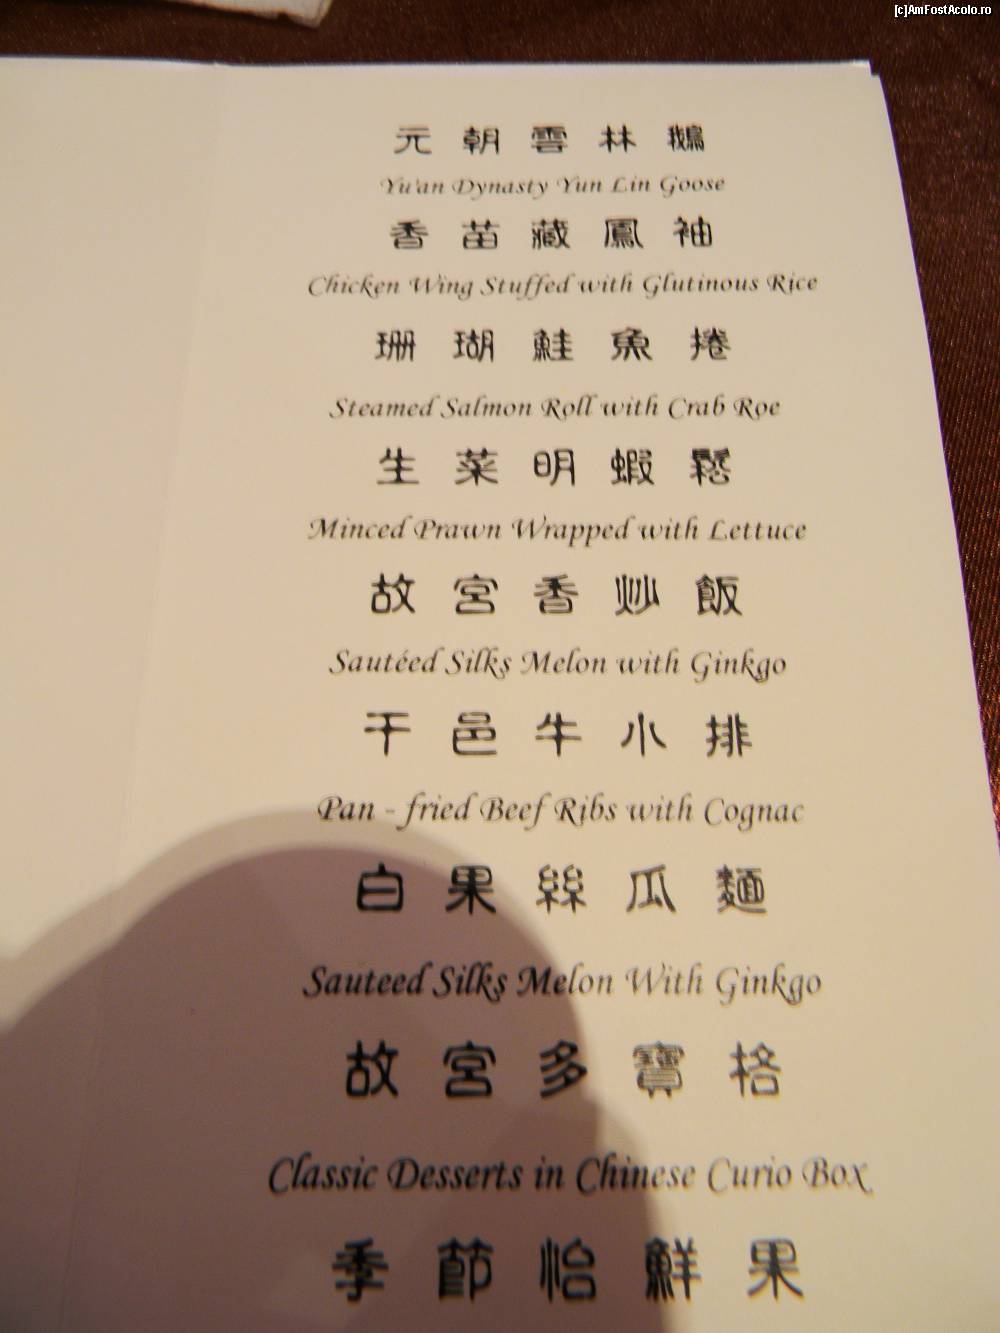 [c]AmFostAcolo.ro
元朝雲林鵝
Yu'an Dynasty Yun Lin Goose
香苗藏鳳袖
Chicken Wing Stuffed with Glutinous Rice
珊瑚鮭魚捲
Steamed Salmon Roll with Crab Roe
生菜明蝦鬆
Minced Prawn Wrapped with Lettuce
故宮香炒飯
Sautéed Silks Melon with Ginkgo
干邑牛小排
Pan - fried Beef Ribs with Cognac
白果絲瓜麵
Sauteed Silks Melon With Ginkgo
故宮多寶格
Classic Desserts in Chinese Curio Box
季節怡鮮果